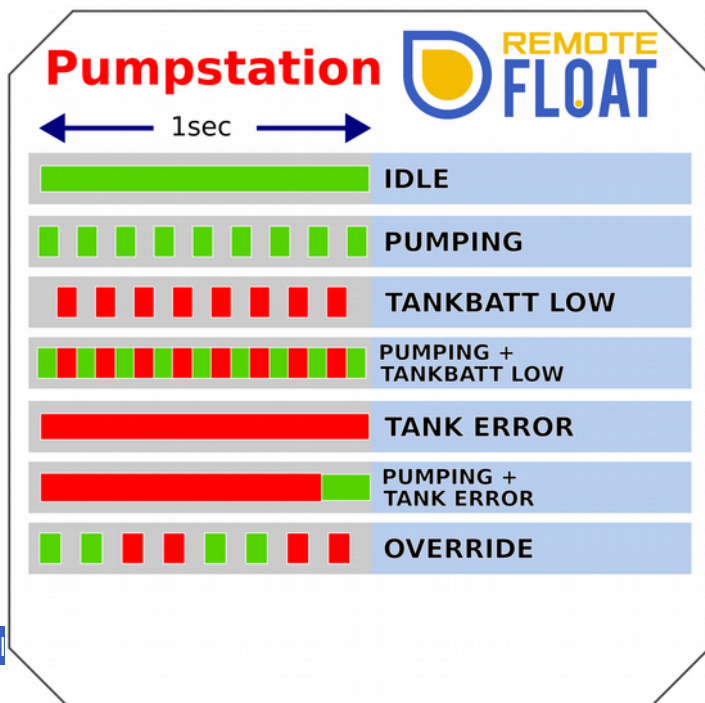 Pumpstation
REMOTE
FLOAT
1sec
IDLE
PUMPING
TANKBATT LOW
PUMPING +
TANKBATT LOW
TANK ERROR
PUMPING +
TANK ERROR
OVERRIDE